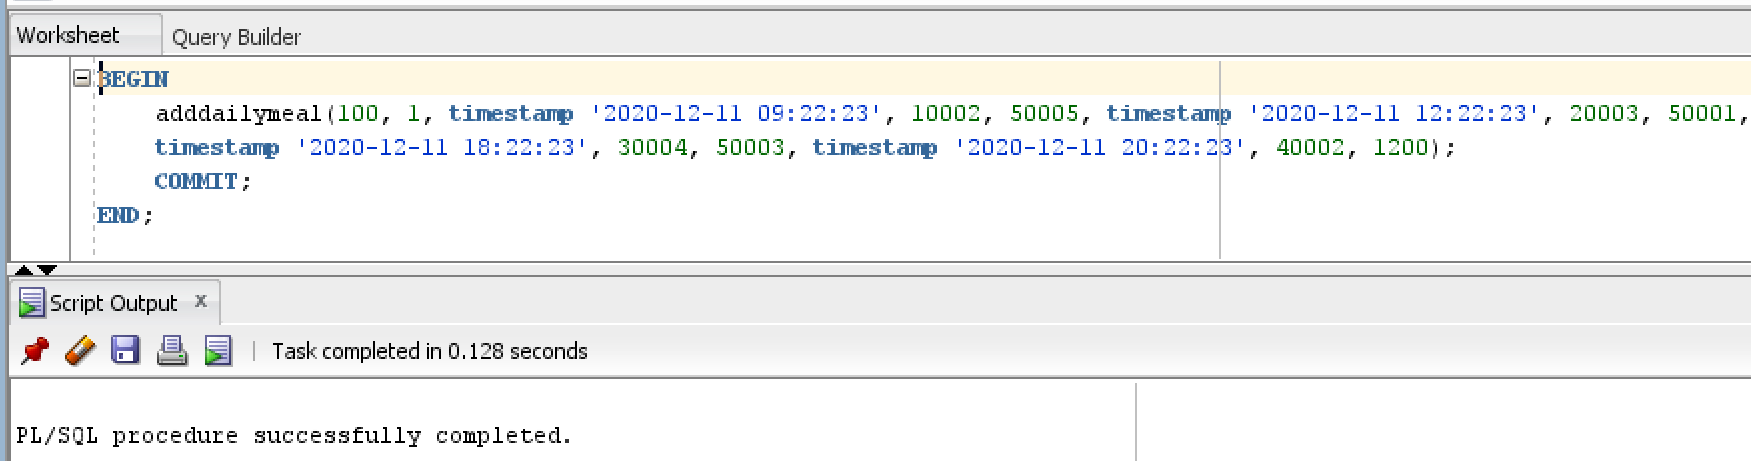 Worksheet Query Builder
BEGIN
adddailymeal(100, 1, timestamp '2020-12-11 09:22:23', 10002, 50005, timestamp '2020-12-11 12:22:23', 20003, 50001,
timestamp '2020-12-11 18:22:23', 30004, 50003, timestamp '2020-12-11 20:22:23', 40002, 1200);
COMMIT;
END;
Script Output x
Task completed in 0.128 seconds
PL/SQL procedure successfully completed.